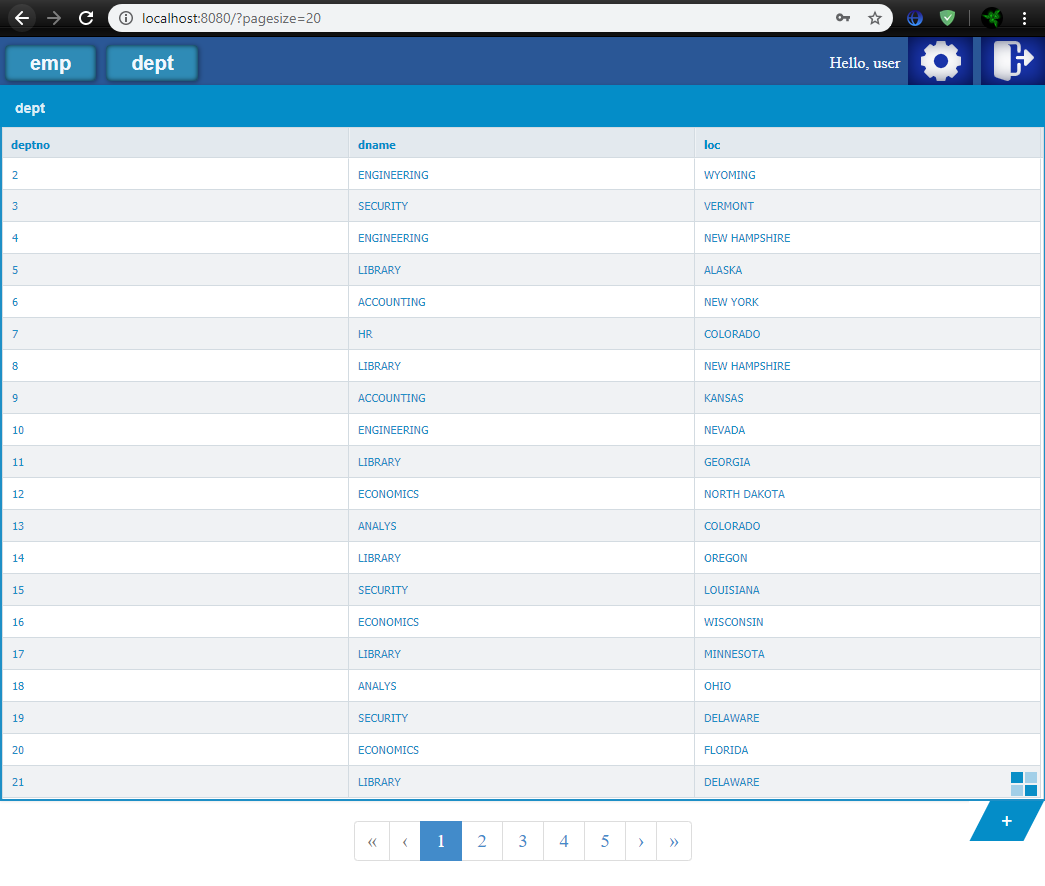 localhost:8080/?pagesize=20
emp dept Hello, user
dept
deptno dname loc
2 ENGINEERING WYOMING
3 SECURITY VERMONT
4 ENGINEERING NEW HAMPSHIRE
5 LIBRARY ALASKA
6 ACCOUNTING NEW YORK
7 HR COLORADO
8 LIBRARY NEW HAMPSHIRE
9 ACCOUNTING KANSAS
10 ENGINEERING NEVADA
11 LIBRARY GEORGIA
12 ECONOMICS NORTH DAKOTA
13 ANALYS COLORADO
14 LIBRARY OREGON
15 SECURITY LOUISIANA
16 ECONOMICS WISCONSIN
17 LIBRARY MINNESOTA
18 ANALYS OHIO
19 SECURITY DELAWARE
20 ECONOMICS FLORIDA
21 LIBRARY DELAWARE
+
« ‹ 1 2 3 4 5 › »